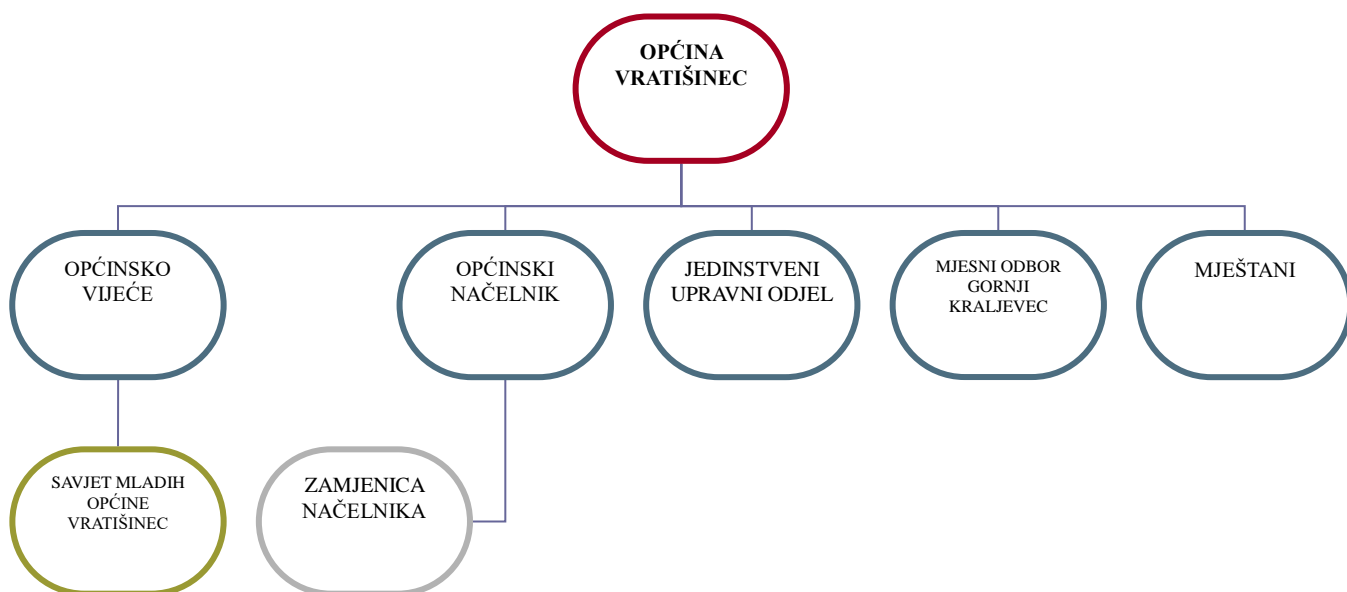 OPĆINA
VRATIŠINEC
OPĆINSKO
VIJEĆE
OPĆINSKI
NAČELNIK
JEDINSTVENI
UPRAVNI ODJEL
MJESNI ODBOR
GORNJI
KRALJEVEC
MJEŠTANI
SAVJET MLADIH
OPĆINE
VRATIŠINEC
ZAMJENICA
NAČELNIKA